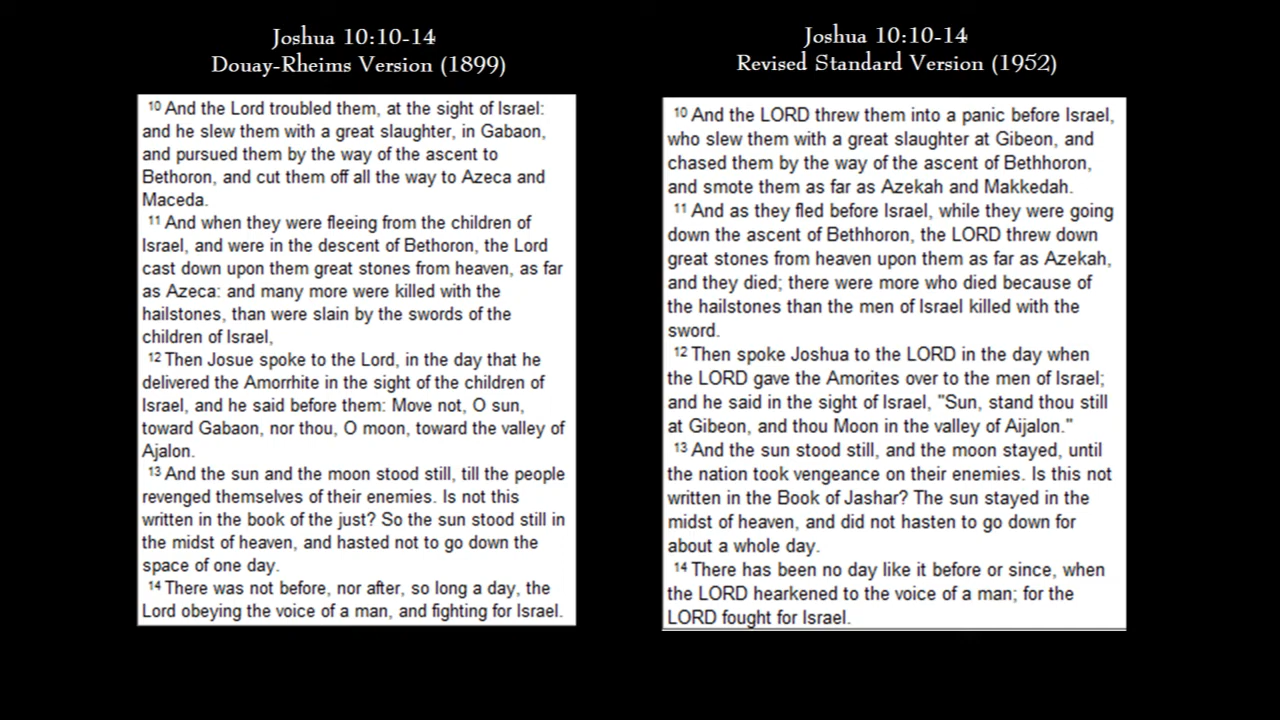 Joshua 10:10-14
Douay-Rheims Version (1899)
10 And the Lord troubled them, at the sight of Israel:
and he slew them with a great slaughter, in Gabaon,
and pursued them by the way of the ascent to
Bethoron, and cut them off all the way to Azeca and
Maceda.
11 And when they were fleeing from the children of
Israel, and were in the descent of Bethoron, the Lord
cast down upon them great stones from heaven, as far
as Azeca: and many more were killed with the
hailstones, than were slain by the swords of the
children of Israel,
12 Then Josue spoke to the Lord, in the day that he
delivered the Amorrhite in the sight of the children of
Israel, and he said before them: Move not, O sun,
toward Gabaon, nor thou, O moon, toward the valley of
Ajalon.
13 And the sun and the moon stood still, till the people
revenged themselves of their enemies. Is not this
written in the book of the just? So the sun stood still in
the midst of heaven, and hasted not to go down the
space of one day.
14 There was not before, nor after, so long a day, the
Lord obeying the voice of a man, and fighting for Israel.
Joshua 10:10-14
Revised Standard Version (1952)
10 And the LORD threw them into a panic before Israel,
who slew them with a great slaughter at Gibeon, and
chased them by the way of the ascent of Bethhoron,
and smote them as far as Azekah and Makkedah.
11 And as they fled before Israel, while they were going
down the ascent of Bethhoron, the LORD threw down
great stones from heaven upon them as far as Azekah,
and they died; there were more who died because of
the hailstones than the men of Israel killed with the
sword.
12 Then spoke Joshua to the LORD in the day when
the LORD gave the Amorites over to the men of Israel;
and he said in the sight of Israel, "Sun, stand thou still
at Gibeon, and thou Moon in the valley of Aijalon."
13 And the sun stood still, and the moon stayed, until
the nation took vengeance on their enemies. Is this not
written in the Book of Jashar? The sun stayed in the
midst of heaven, and did not hasten to go down for
about a whole day.
14 There has been no day like it before or since, when
the LORD hearkened to the voice of a man; for the
LORD fought for Israel.